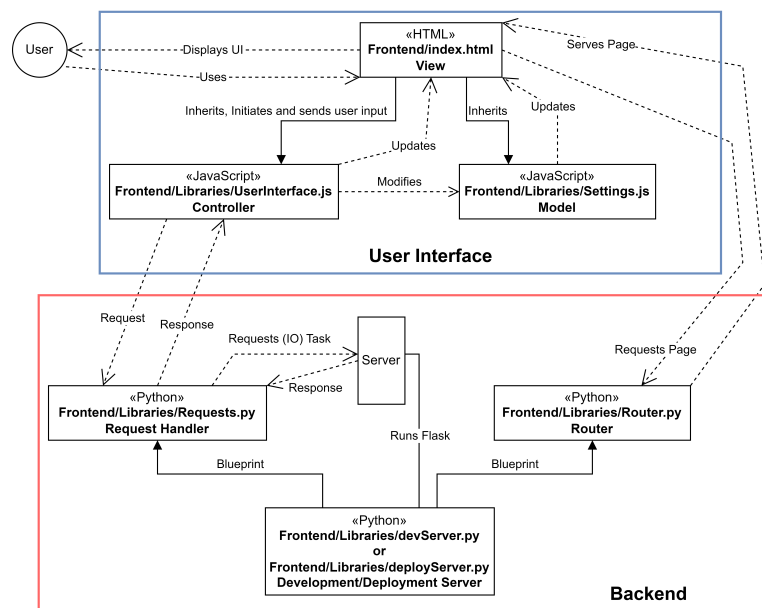 «HTML»
Frontend/index.html
View
User
Displays UI
Serves Page
Uses
Inherits, Initiates and sends user input
Inherits
Updates
Updates
«JavaScript»
Frontend/Libraries/UserInterface.js
Controller
Modifies
«JavaScript»
Frontend/Libraries/Settings.js
Model
User Interface
Request
Response
Requests (IO) Task
Server
Response
Requests Page
«Python»
Frontend/Libraries/Requests.py
Request Handler
«Python»
Frontend/Libraries/Router.py
Router
Runs Flask
Blueprint
Blueprint
«Python»
Frontend/Libraries/devServer.py
or
Frontend/Libraries/deployServer.py
Development/Deployment Server
Backend